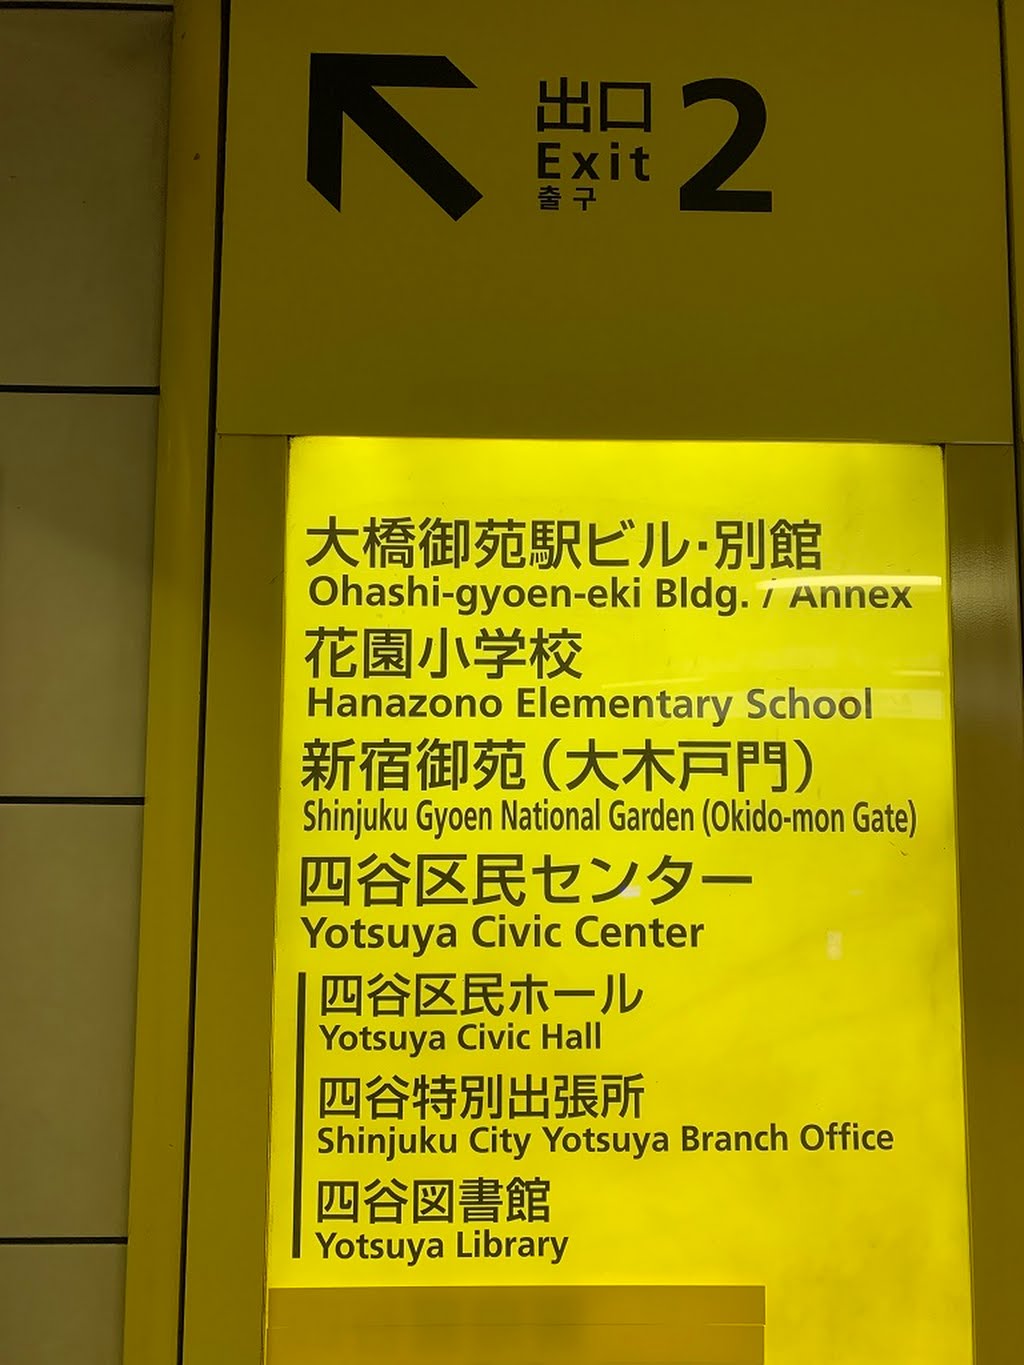 出口
Exit
출구
2
大橋御苑駅ビル・別館
Ohashi-gyoen-eki Bldg. / Annex
花園小学校
Hanazono Elementary School
新宿御苑(大木戸門)
Shinjuku Gyoen National Garden (Okido-mon Gate)
四谷区民センター
Yotsuya Civic Center
四谷区民ホール
Yotsuya Civic Hall
四谷特別出張所
Shinjuku City Yotsuya Branch Office
四谷図書館
Yotsuya Library